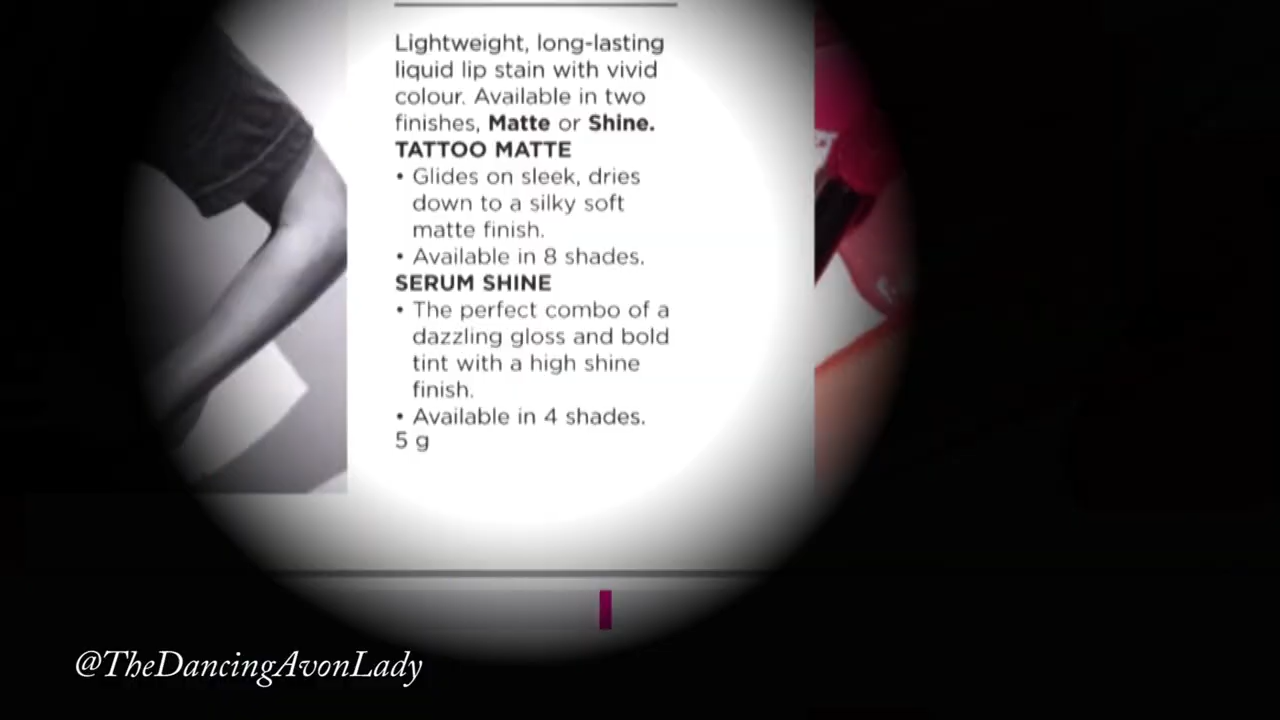 Lightweight, long-lasting
liquid lip stain with vivid
colour. Available in two
finishes, Matte or Shine.
TATTOO MATTE
• Glides on sleek, dries
down to a silky soft
matte finish.
• Available in 8 shades.
SERUM SHINE
• The perfect combo of a
dazzling gloss and bold
tint with a high shine
finish.
• Available in 4 shades.
5 g
@TheDancingAvonLady